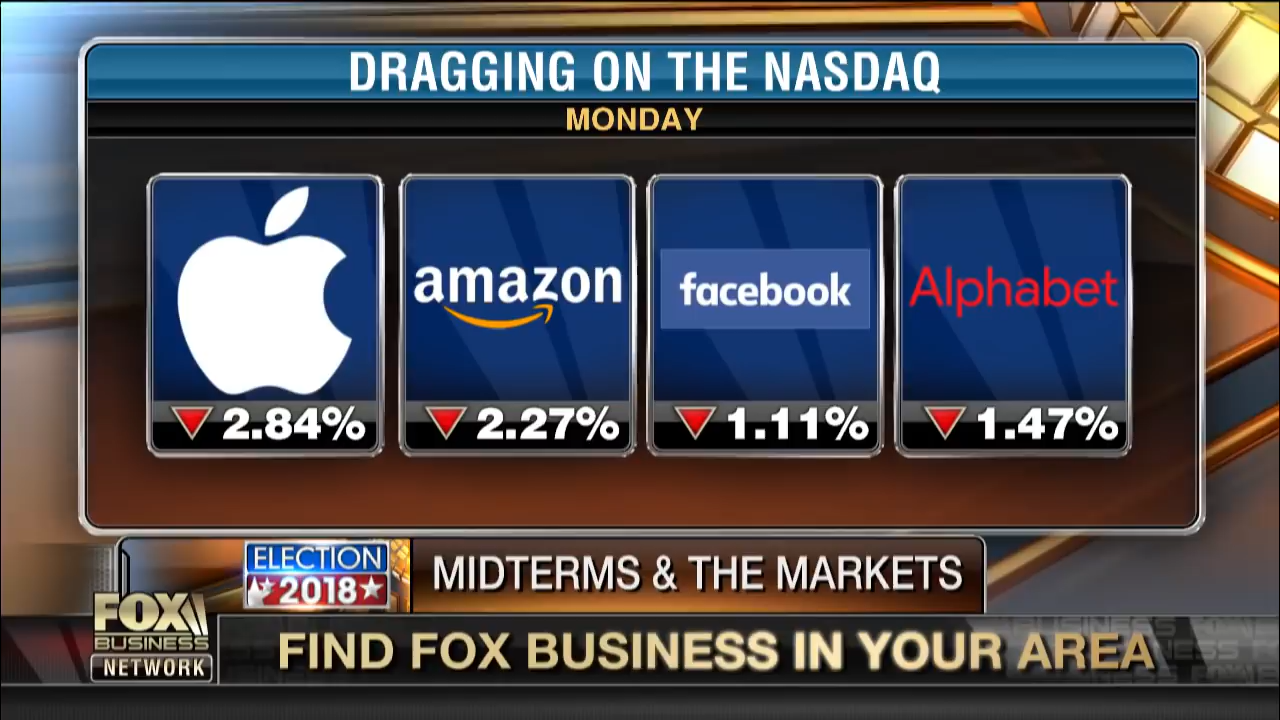 DRAGGING ON THE NASDAQ
MONDAY
amazon
facebook
Alphabet
2.84%
2.27%
1.11%
1.47%
ELECTION
2018
MIDTERMS & THE MARKETS
FOX
BUSINESS
NETWORK
FIND FOX BUSINESS IN YOUR AREA